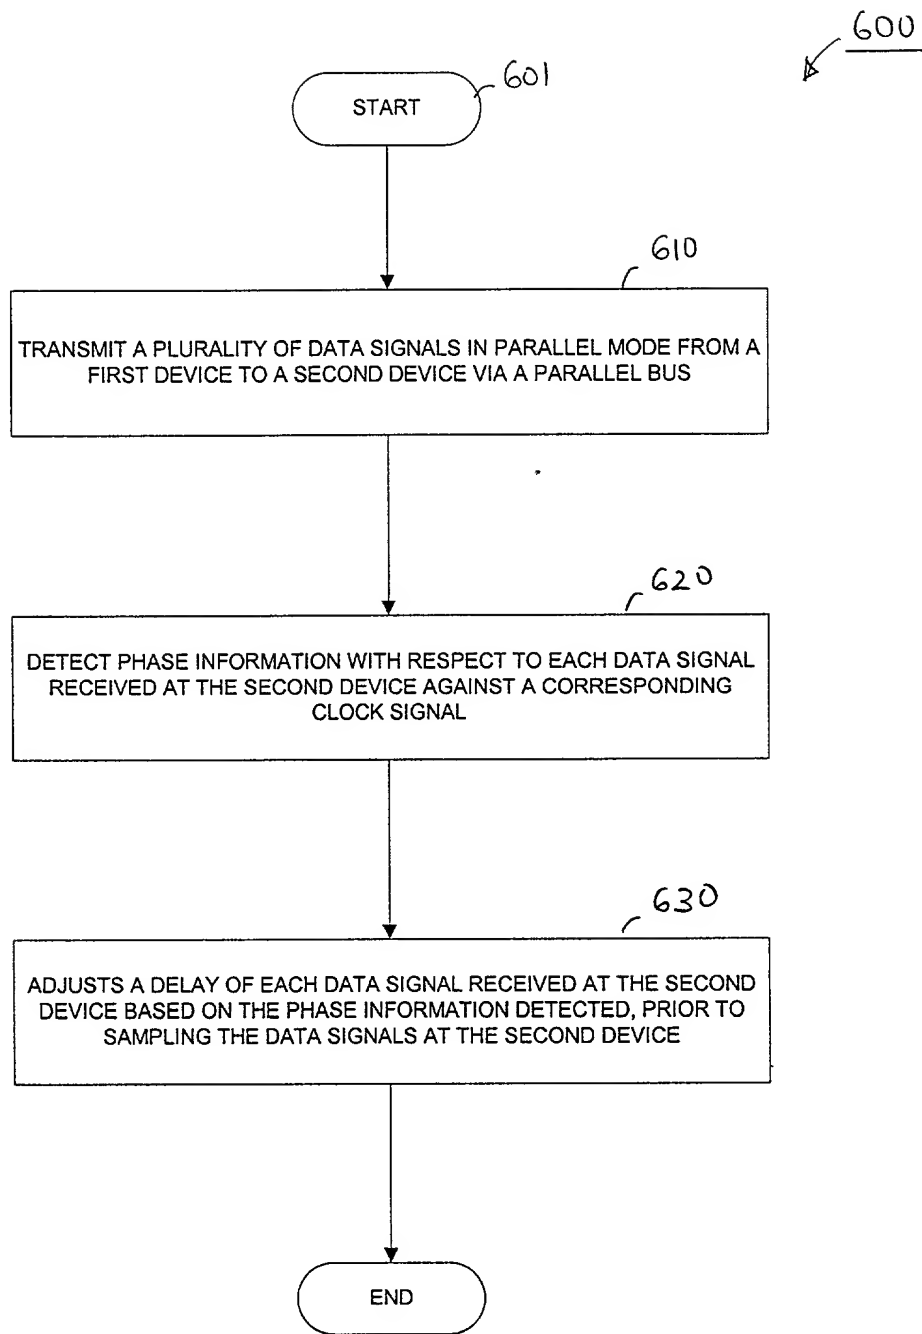 600
601
START
610
TRANSMIT A PLURALITY OF DATA SIGNALS IN PARALLEL MODE FROM A
FIRST DEVICE TO A SECOND DEVICE VIA A PARALLEL BUS
620
DETECT PHASE INFORMATION WITH RESPECT TO EACH DATA SIGNAL
RECEIVED AT THE SECOND DEVICE AGAINST A CORRESPONDING
CLOCK SIGNAL
630
ADJUSTS A DELAY OF EACH DATA SIGNAL RECEIVED AT THE SECOND
DEVICE BASED ON THE PHASE INFORMATION DETECTED, PRIOR TO
SAMPLING THE DATA SIGNALS AT THE SECOND DEVICE
END